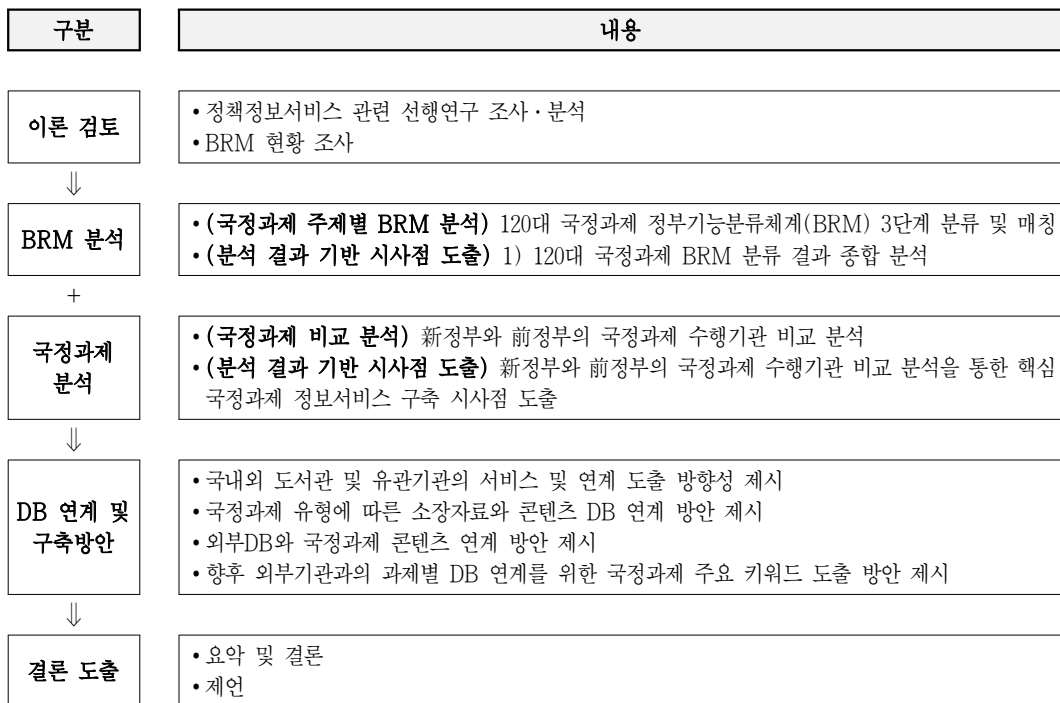 구분
내용
이론 검토
• 정책정보서비스 관련 선행연구 조사·분석
• BRM 현황 조사
⇓
BRM 분석
• (국정과제 주제별 BRM 분석) 120대 국정과제 정부기능분류체계(BRM) 3단계 분류 및 매칭
• (분석 결과 기반 시사점 도출) 1) 120대 국정과제 BRM 분류 결과 종합 분석
+
국정과제
분석
• (국정과제 비교 분석) 新정부와 前정부의 국정과제 수행기관 비교 분석
• (분석 결과 기반 시사점 도출) 新정부와 前정부의 국정과제 수행기관 비교 분석을 통한 핵심
국정과제 정보서비스 구축 시사점 도출
⇓
DB 연계 및
구축방안
• 국내외 도서관 및 유관기관의 서비스 및 연계 도출 방향성 제시
• 국정과제 유형에 따른 소장자료와 콘텐츠 DB 연계 방안 제시
• 외부DB와 국정과제 콘텐츠 연계 방안 제시
• 향후 외부기관과의 과제별 DB 연계를 위한 국정과제 주요 키워드 도출 방안 제시
⇓
결론 도출
• 요약 및 결론
• 제언